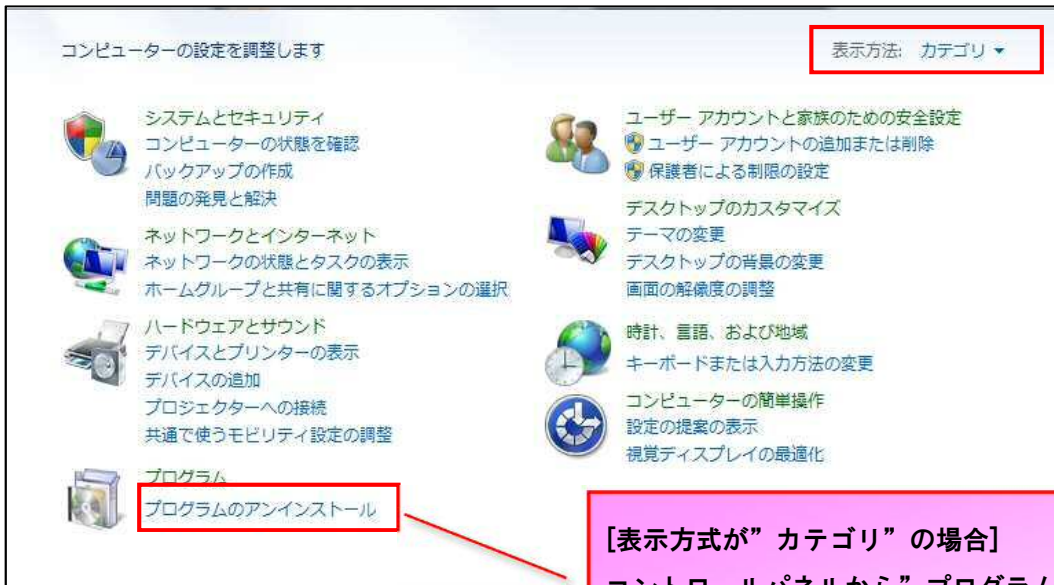 コンピューターの設定を調整します
表示方法: カテゴリ
システムとセキュリティ
コンピューターの状態を確認
バックアップの作成
問題の発見と解決
ネットワークとインターネット
ネットワークの状態とタスクの表示
ホームグループと共有に関するオプションの選択
ハードウェアとサウンド
デバイスとプリンターの表示
デバイスの追加
プロジェクターへの接続
共通で使うモビリティ設定の調整
プログラム
プログラムのアンインストール
ユーザー アカウントと家族のための安全設定
ユーザー アカウントの追加または削除
保護者による制限の設定
デスクトップのカスタマイズ
テーマの変更
デスクトップの背景の変更
画面の解像度の調整
時計、言語、および地域
キーボードまたは入力方法の変更
コンピューターの簡単操作
設定の提案の表示
視覚ディスプレイの最適化
[表示方式が”カテゴリ”の場合]
コントロールパネルから”プログラム